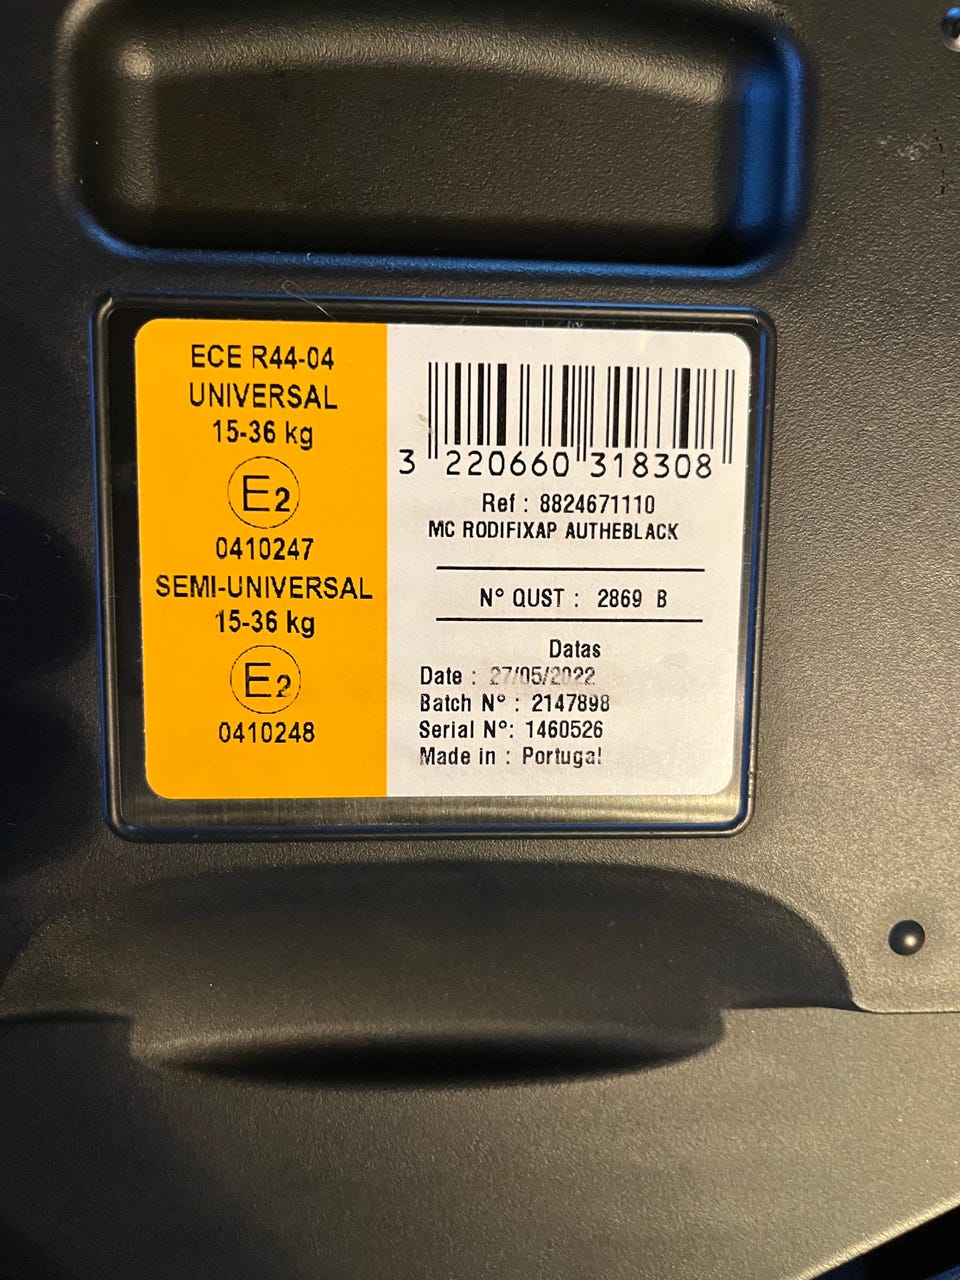 ECE R44-04
UNIVERSAL
15-36 kg
E2
0410247
SEMI-UNIVERSAL
15-36 kg
E2
0410248
3 220660 318308
Ref : 8824671110
MC RODIFIXAP AUTHEBLACK
N° QUST : 2869 B
Datas
Date : 27/05/2022
Batch N° : 2147898
Serial N°: 1460526
Made in : Portugal